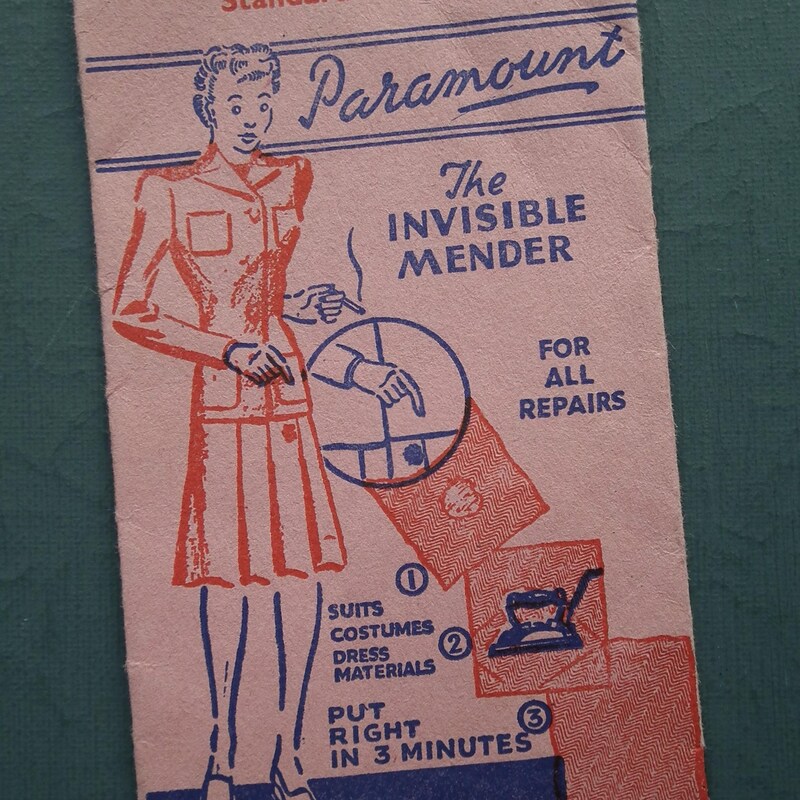 Paramount
The
INVISIBLE
MENDER
FOR
ALL
REPAIRS
1
SUITS
COSTUMES
DRESS
MATERIALS
2
PUT
RIGHT
IN 3 MINUTES
3